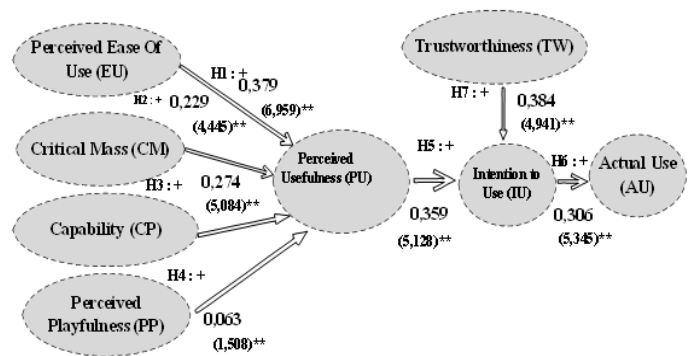 Perceived Ease Of
Use (EU)
H1 : +
0,379
(6,959)**
H2 : +
0,229
(4,445)**
Critical Mass (CM)
H3 : +
0,274
(5,084)**
Capability (CP)
H4 : +
Perceived
Playfulness (PP)
0,063
(1,508)**
Perceived
Usefulness (PU)
H5 : +
0,359
(5,128)**
Trustworthiness (TW)
H7 : +
0,384
(4,941)**
Intention to
Use (IU)
H6 : +
0,306
(5,345)**
Actual Use
(AU)